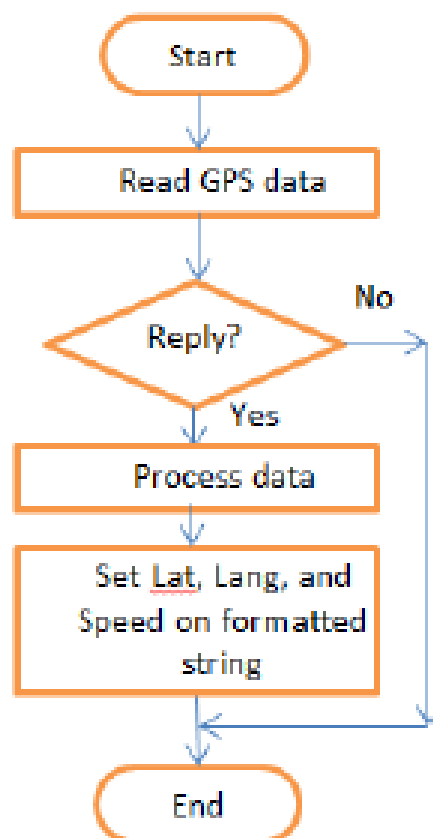 Start
Read GPS data
Reply?
No
Yes
Process data
Set Lat, Lang, and
Speed on formatted
string
End